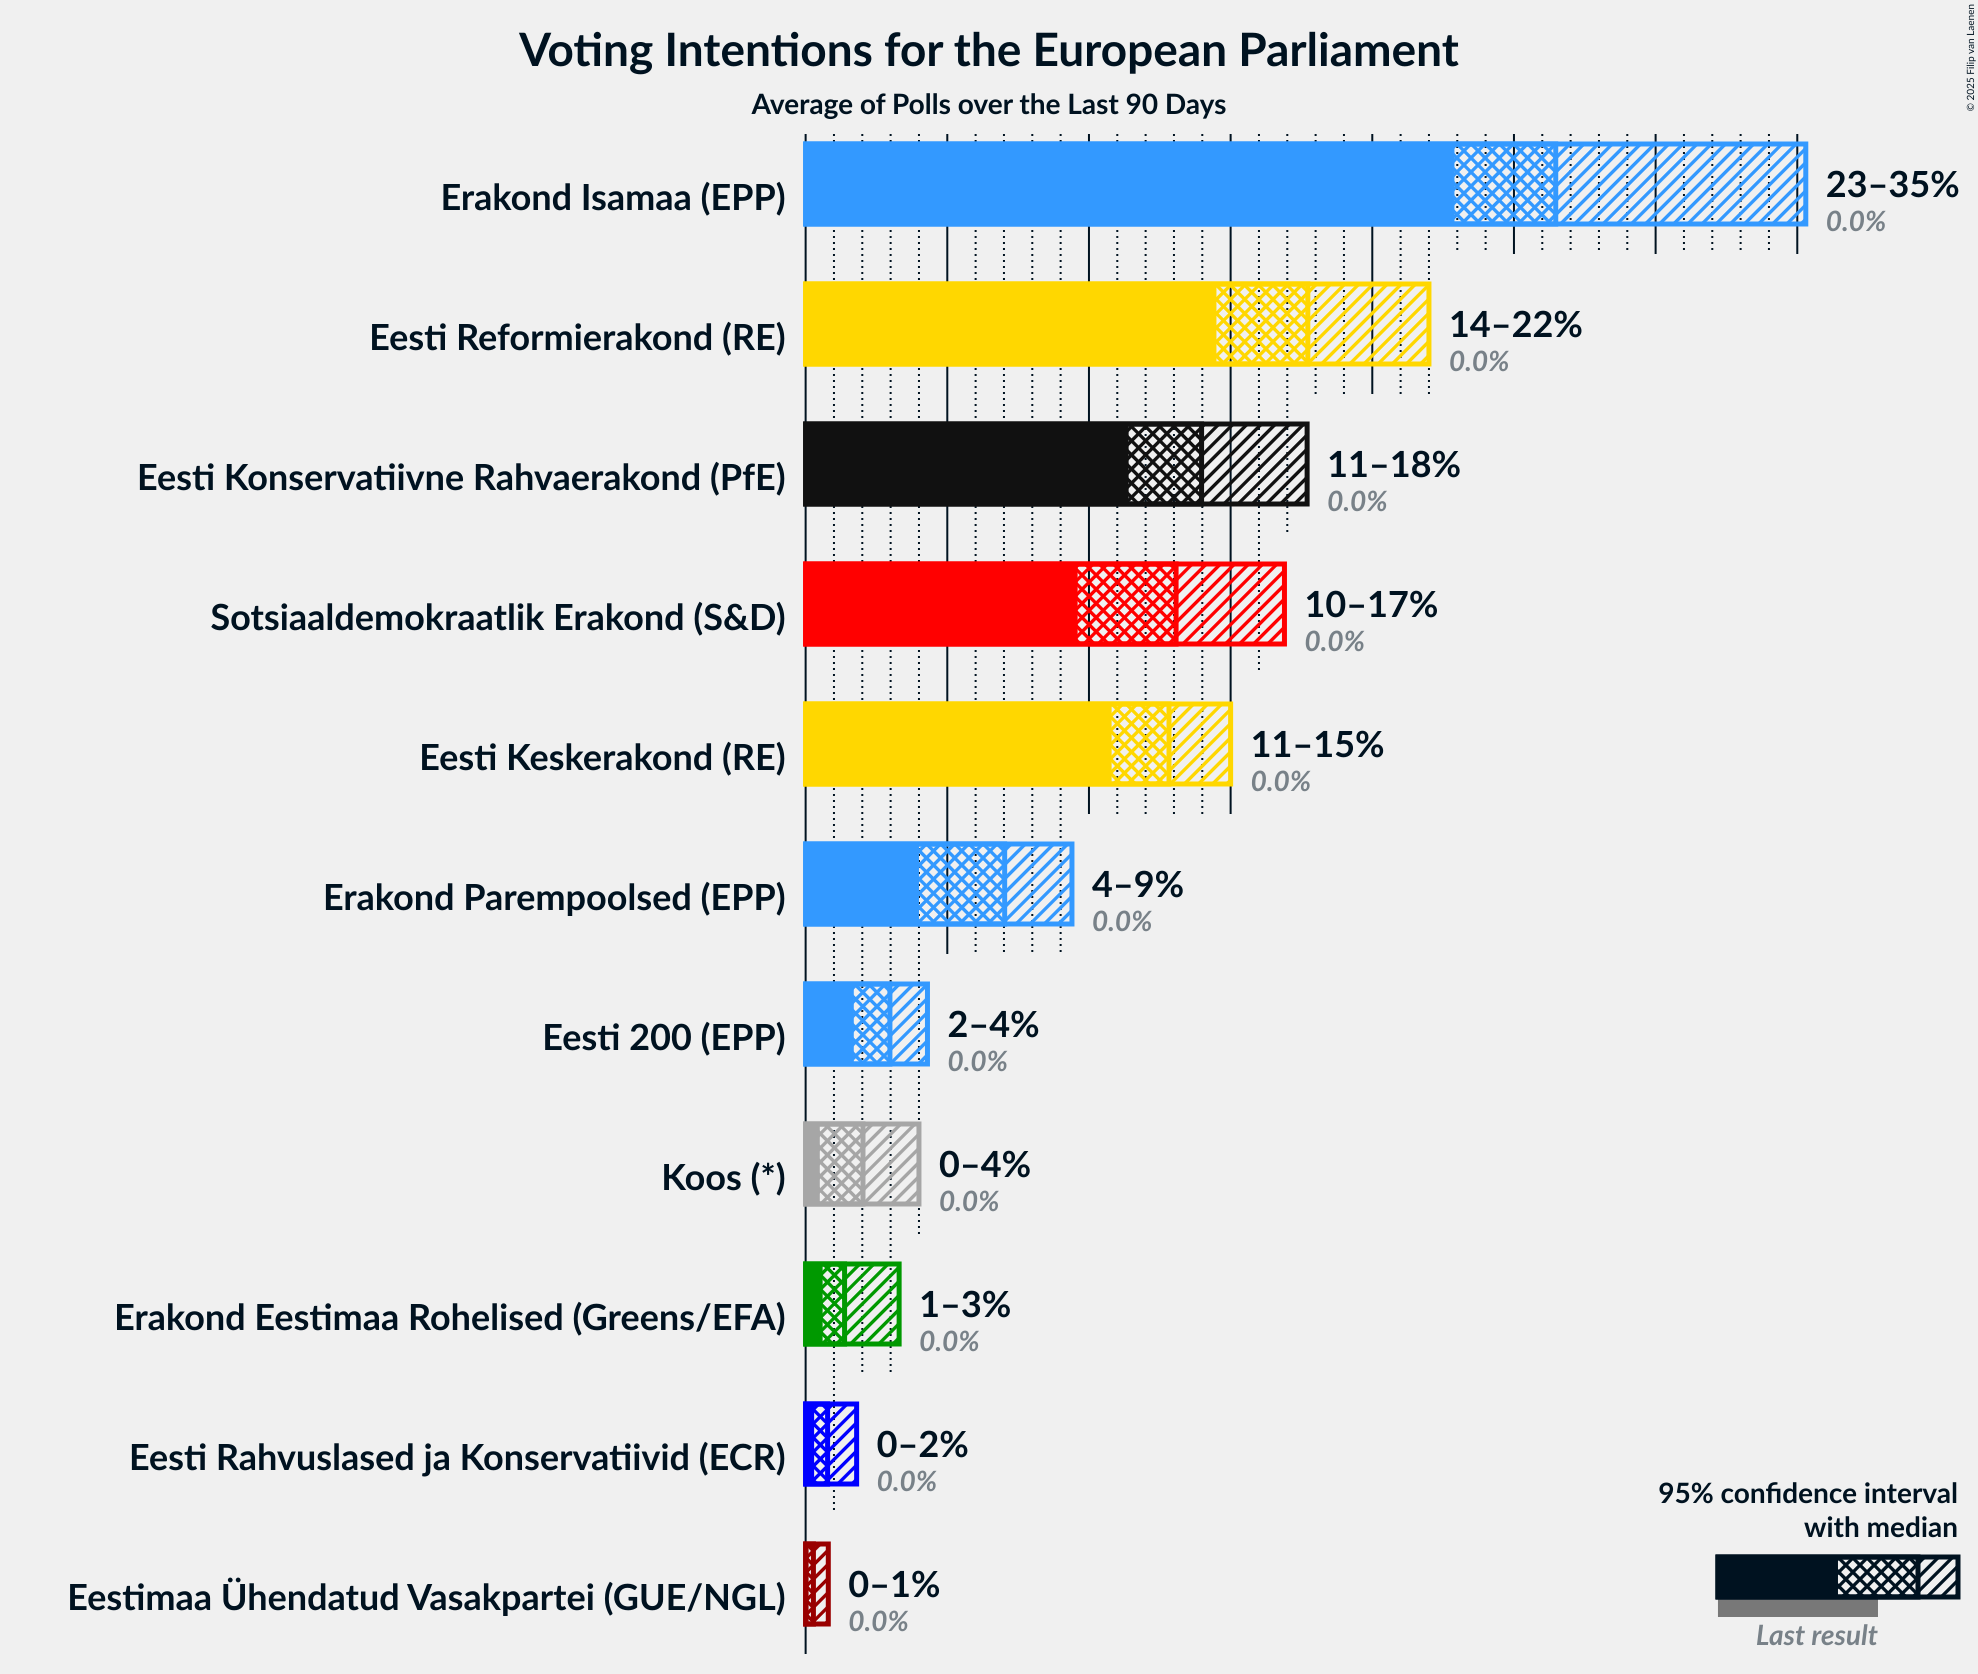 Voting Intentions for the European Parliament
Average of Polls over the Last 90 Days
© 2025 Filip van Laenen
Erakond Isamaa (EPP)
23–35%
0.0%
Eesti Reformierakond (RE)
14–22%
0.0%
Eesti Konservatiivne Rahvaerakond (PfE)
11–18%
0.0%
Sotsiaaldemokraatlik Erakond (S&D)
10–17%
0.0%
Eesti Keskerakond (RE)
11–15%
0.0%
Erakond Parempoolsed (EPP)
4–9%
0.0%
Eesti 200 (EPP)
2–4%
0.0%
Koos (*)
0–4%
0.0%
Erakond Eestimaa Rohelised (Greens/EFA)
1–3%
0.0%
Eesti Rahvuslased ja Konservatiivid (ECR)
0–2%
0.0%
Eestimaa Ühendatud Vasakpartei (GUE/NGL)
0–1%
0.0%
95% confidence interval
with median
Last result